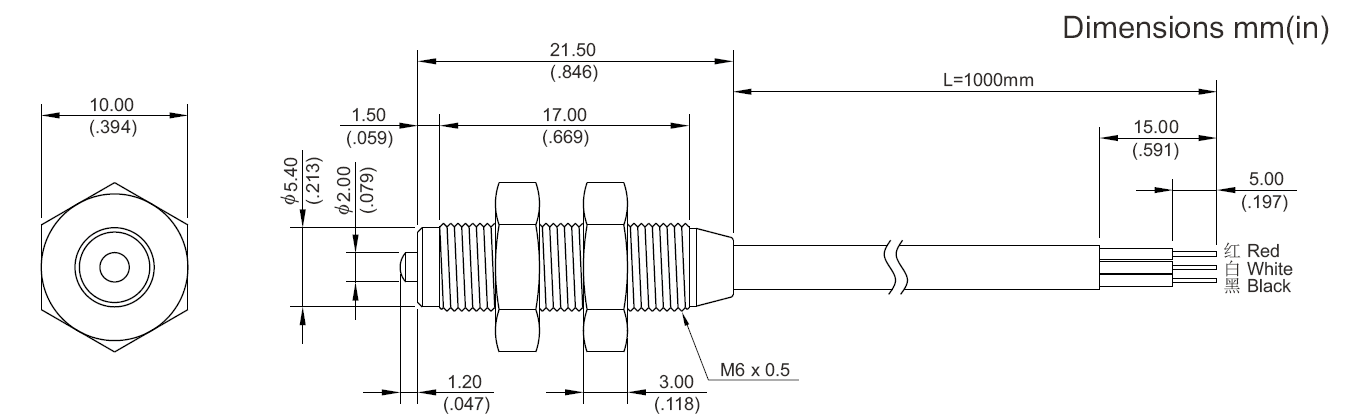 Dimensions mm(in)
21.50
(.846)
L=1000mm
10.00
(.394)
1.50
(.059)
17.00
(.669)
15.00
(.591)
5.00
(.197)
ϕ5.40
(.213)
ϕ2.00
(.079)
红 Red
白 White
黑 Black
M6 x 0.5
1.20
(.047)
3.00
(.118)